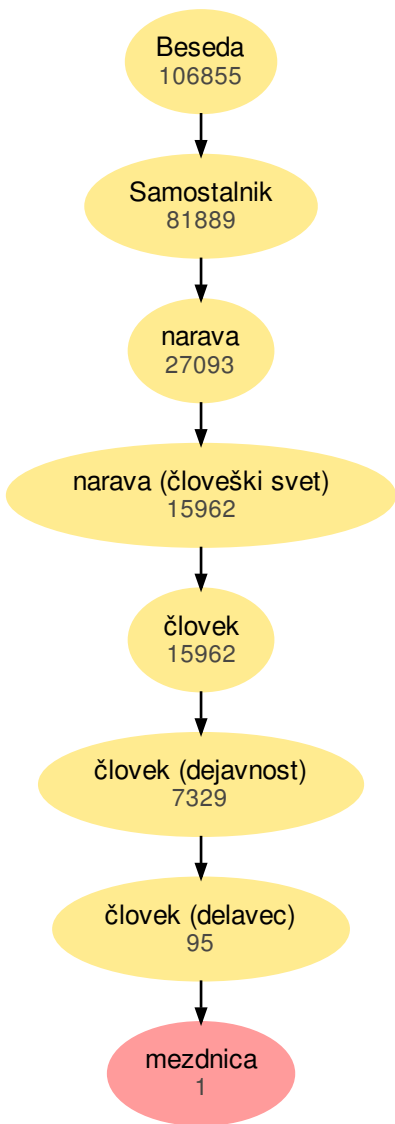 Beseda
106855
Samostalnik
81889
narava
27093
narava (človeški svet)
15962
človek
15962
človek (dejavnost)
7329
človek (delavec)
95
mezdnica
1